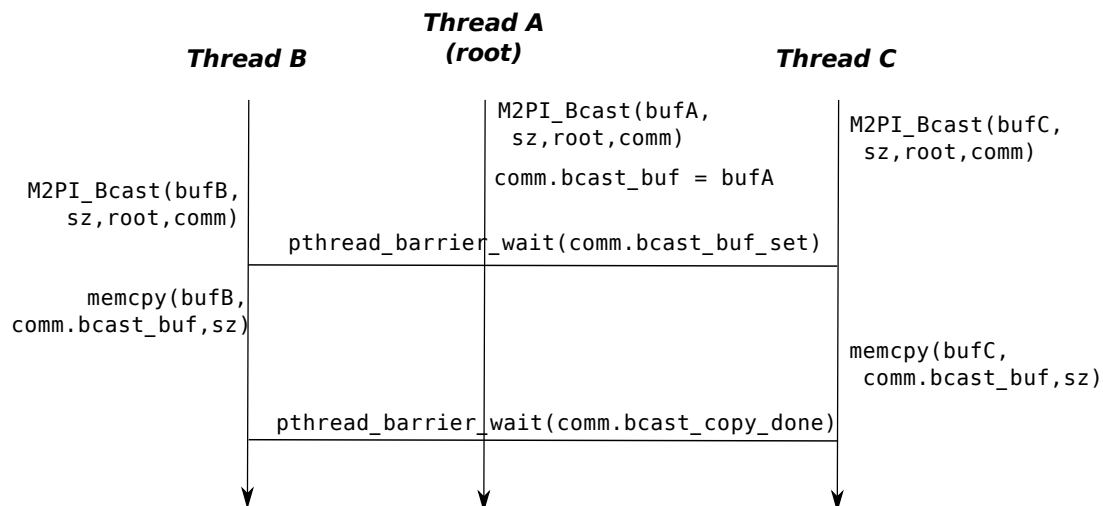 Thread A
(root)
Thread B
Thread C
M2PI_Bcast(bufA,
sz,root,comm)
M2PI_Bcast(bufC,
sz,root,comm)
comm.bcast_buf = bufA
M2PI_Bcast(bufB,
sz,root,comm)
pthread_barrier_wait(comm.bcast_buf_set)
memcpy(bufB,
comm.bcast_buf,sz)
memcpy(bufC,
comm.bcast_buf,sz)
pthread_barrier_wait(comm.bcast_copy_done)